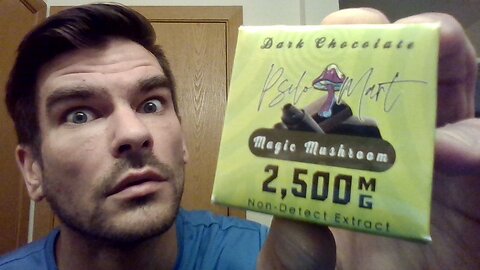 Dark Chocolate
Psilo Mart
Magic Mushroom
2,500 MG
Non-Detect Extract